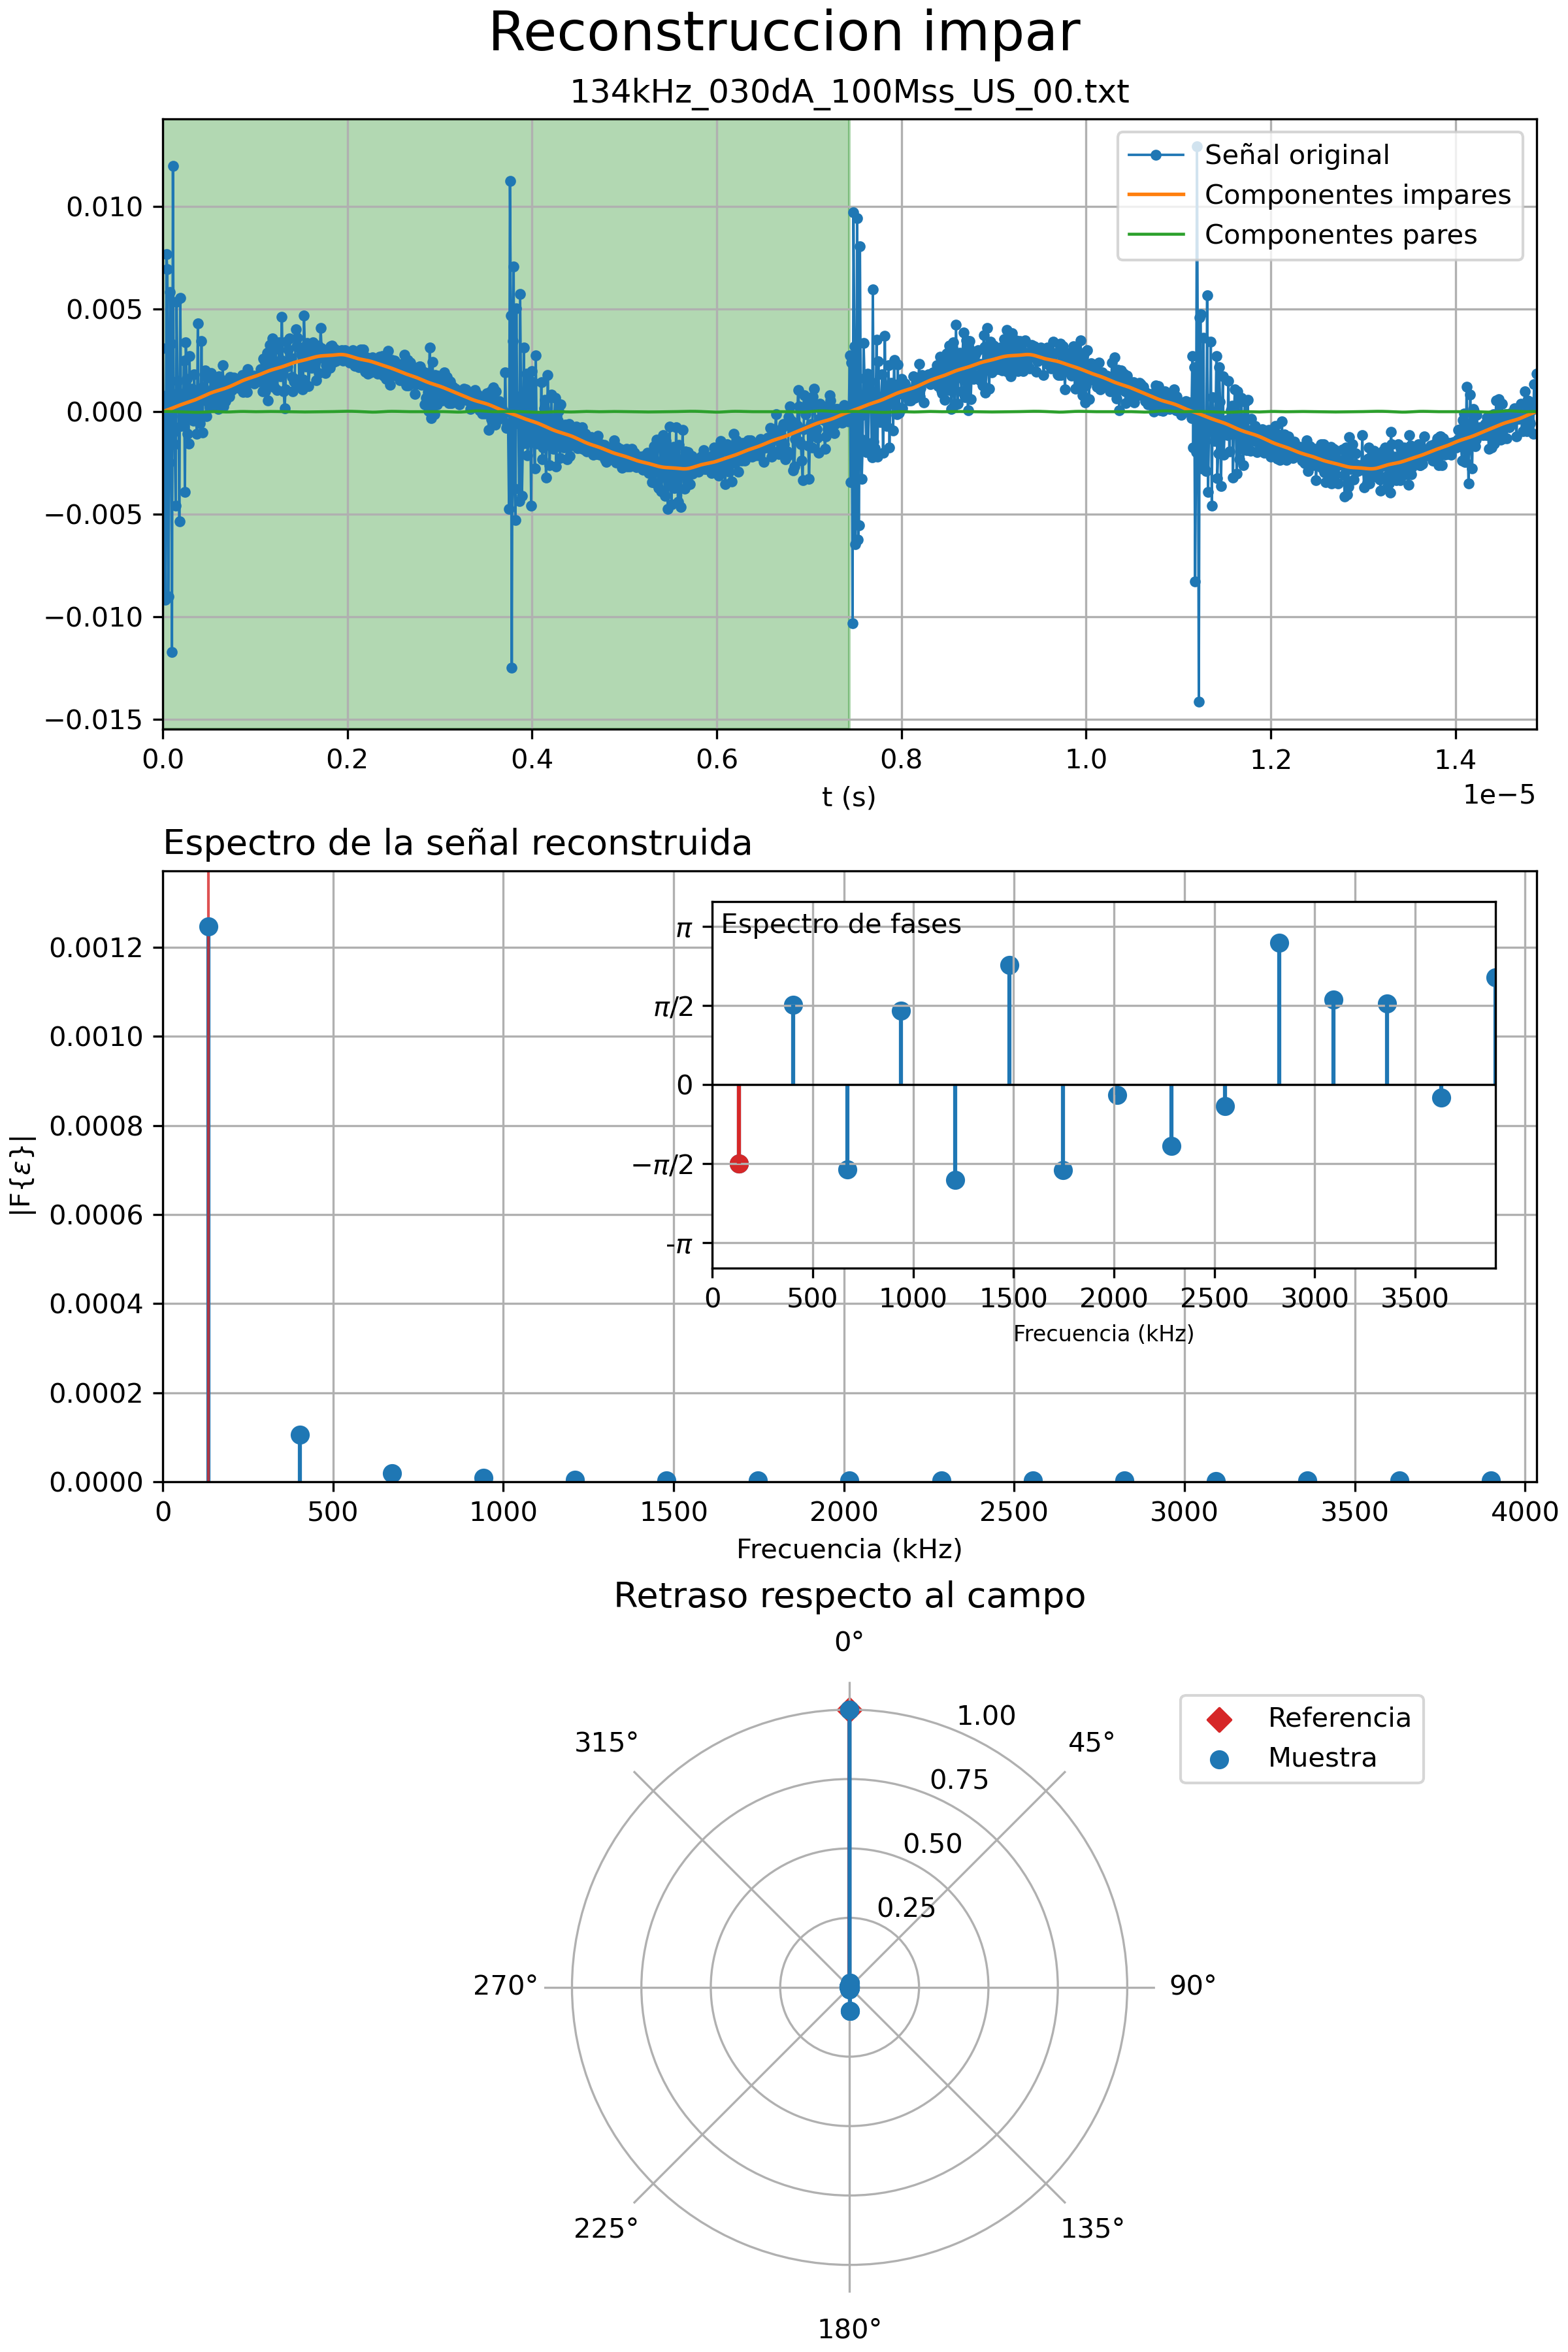 Reconstruccion impar
134kHz_030dA_100Mss_US_00.txt
Señal original
Componentes impares
Componentes pares
0.010
0.005
0.000
−0.005
−0.010
−0.015
0.0 0.2 0.4 0.6 0.8 1.0 1.2 1.4
1e−5
t (s)
Espectro de la señal reconstruida
|F{ε}|
0.0012
0.0010
0.0008
0.0006
0.0004
0.0002
0.0000
Espectro de fases
π
π/2
0
−π/2
-π
0 500 1000 1500 2000 2500 3000 3500
Frecuencia (kHz)
0 500 1000 1500 2000 2500 3000 3500 4000
Frecuencia (kHz)
Retraso respecto al campo
0°
Referencia
Muestra
315°
45°
1.00
0.75
0.50
0.25
270°
90°
225°
135°
180°